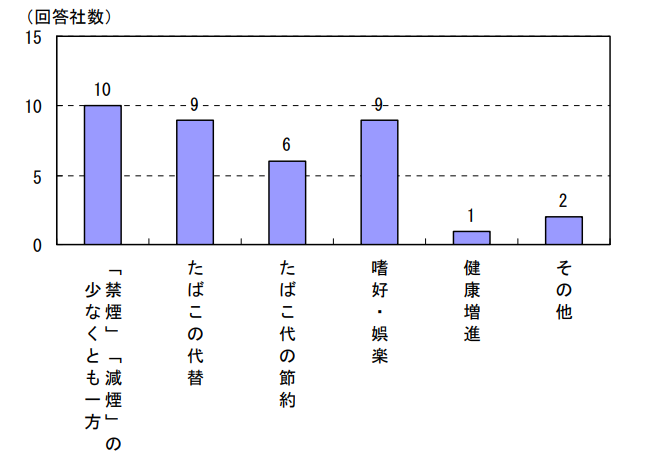 （回答社数）
15
10
5
0
10
9
6
9
1
2
「禁煙」「減煙」の
少なくとも一方
たばこの代替
たばこ代の節約
嗜好・娯楽
健康増進
その他